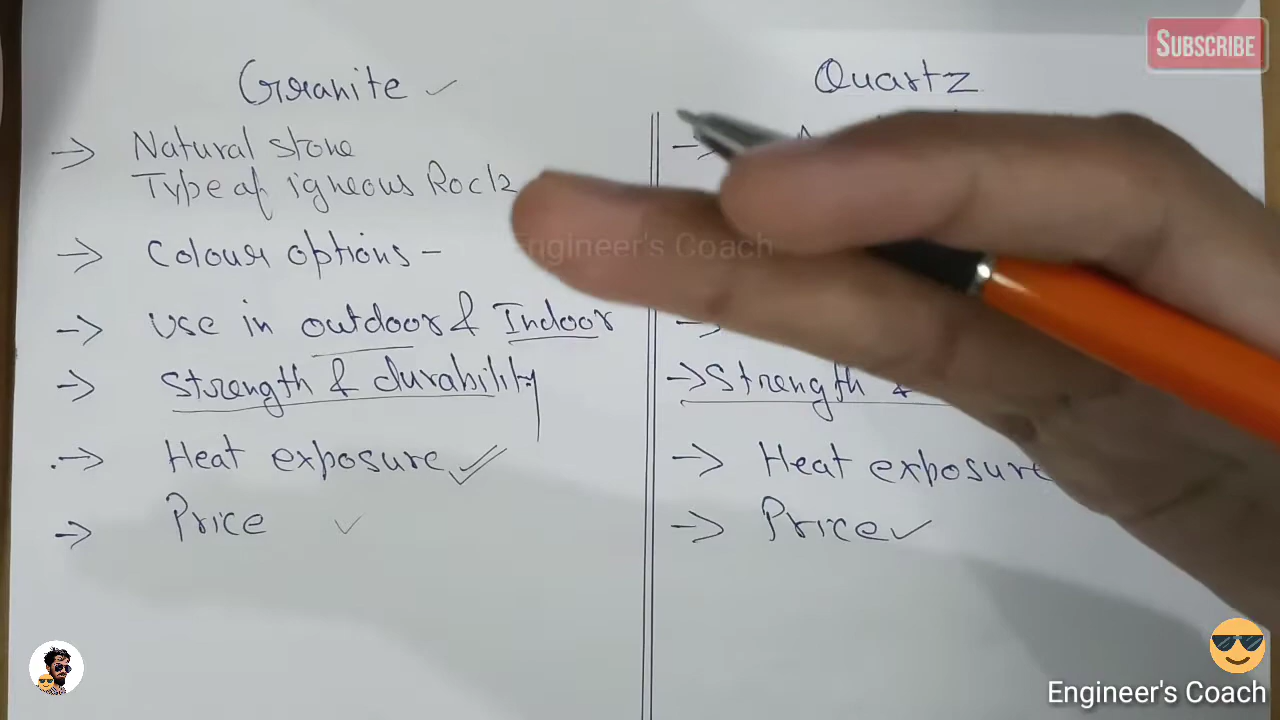 SUBSCRIBE
Granite
Natural stone
Type of igneous Rock
Colour options -
Use in outdoor & Indoor
Strength & durability
Heat exposure
Price
Quartz
Strength &
Heat exposure
Price
Engineer's Coach
Engineer's Coach